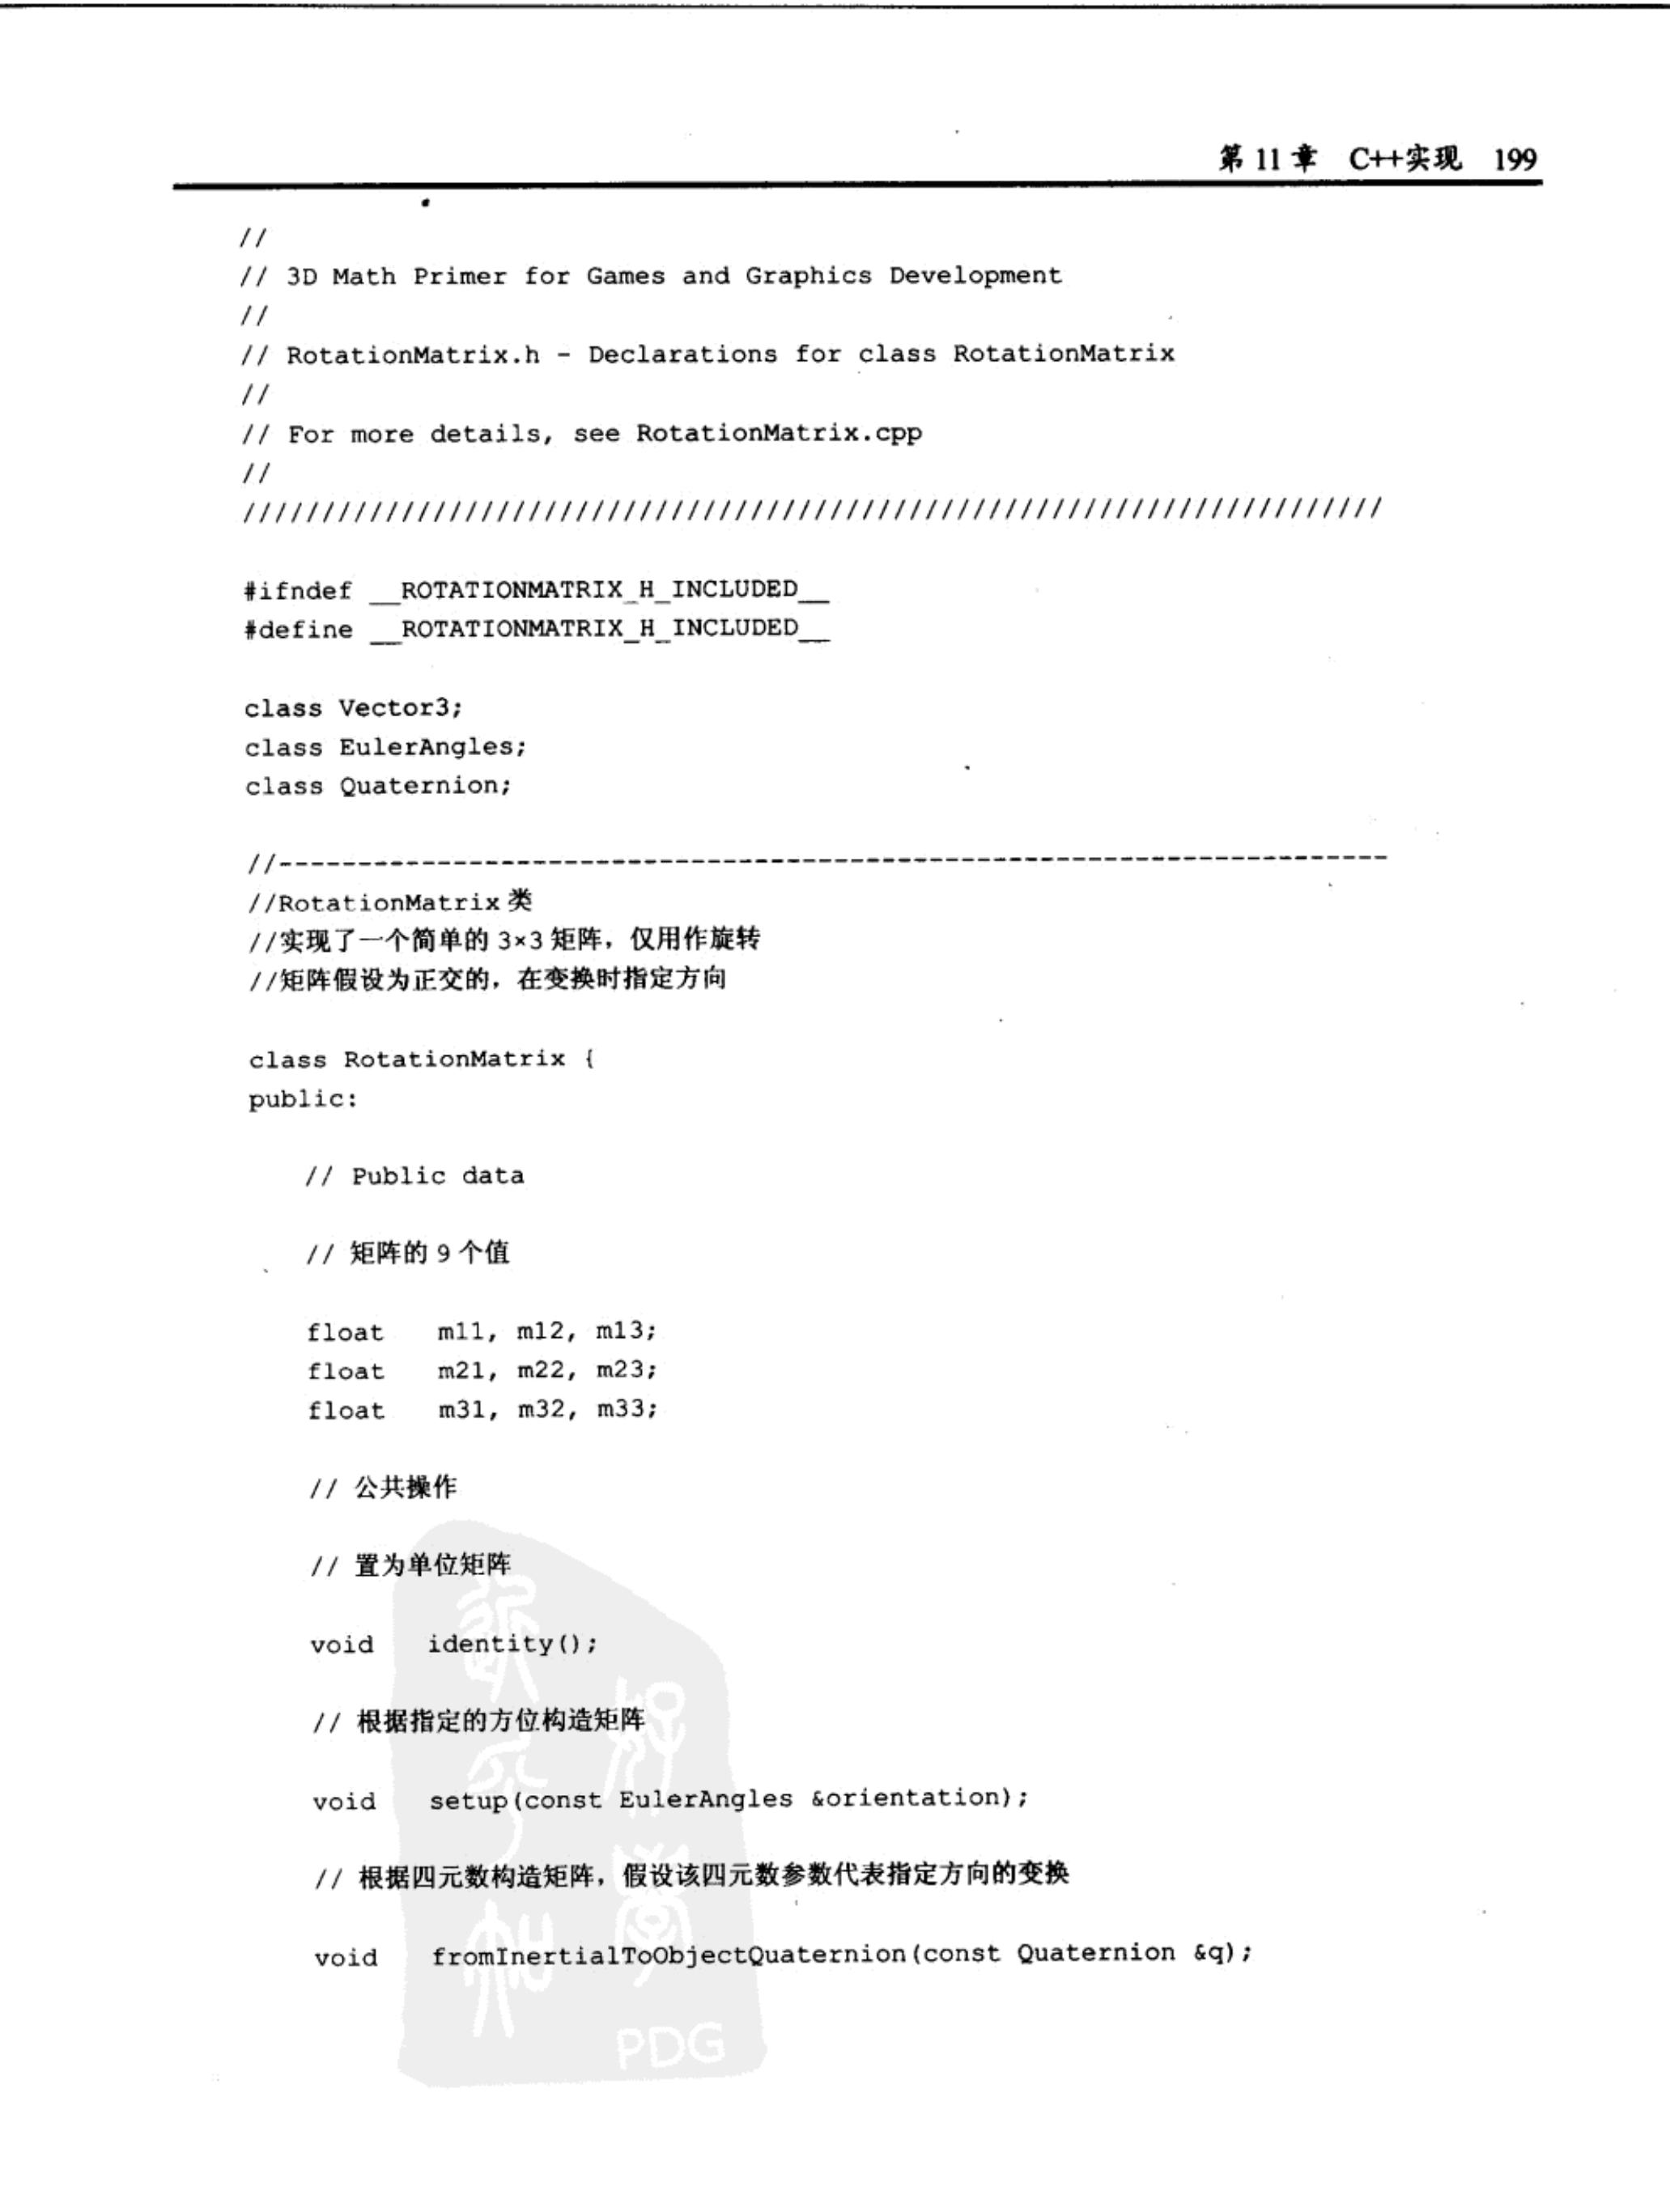 第 11 章 C++实现 199
//
// 3D Math Primer for Games and Graphics Development
//
// RotationMatrix.h - Declarations for class RotationMatrix
//
// For more details, see RotationMatrix.cpp
//
/////////////////////////////////////////////////////////////////////////
#ifndef __ROTATIONMATRIX_H_INCLUDED__
#define __ROTATIONMATRIX_H_INCLUDED__
class Vector3;
class EulerAngles;
class Quaternion;
//-----------------------------------------------------------------------
//RotationMatrix 类
//实现了一个简单的 3×3 矩阵，仅用作旋转
//矩阵假设为正交的，在变换时指定方向
class RotationMatrix {
public:
// Public data
// 矩阵的 9 个值
float m11, m12, m13;
float m21, m22, m23;
float m31, m32, m33;
// 公共操作
// 置为单位矩阵
void identity();
// 根据指定的方位构造矩阵
void setup(const EulerAngles &orientation);
// 根据四元数构造矩阵，假设该四元数参数代表指定方向的变换
void fromInertialToObjectQuaternion(const Quaternion &q);
PDG